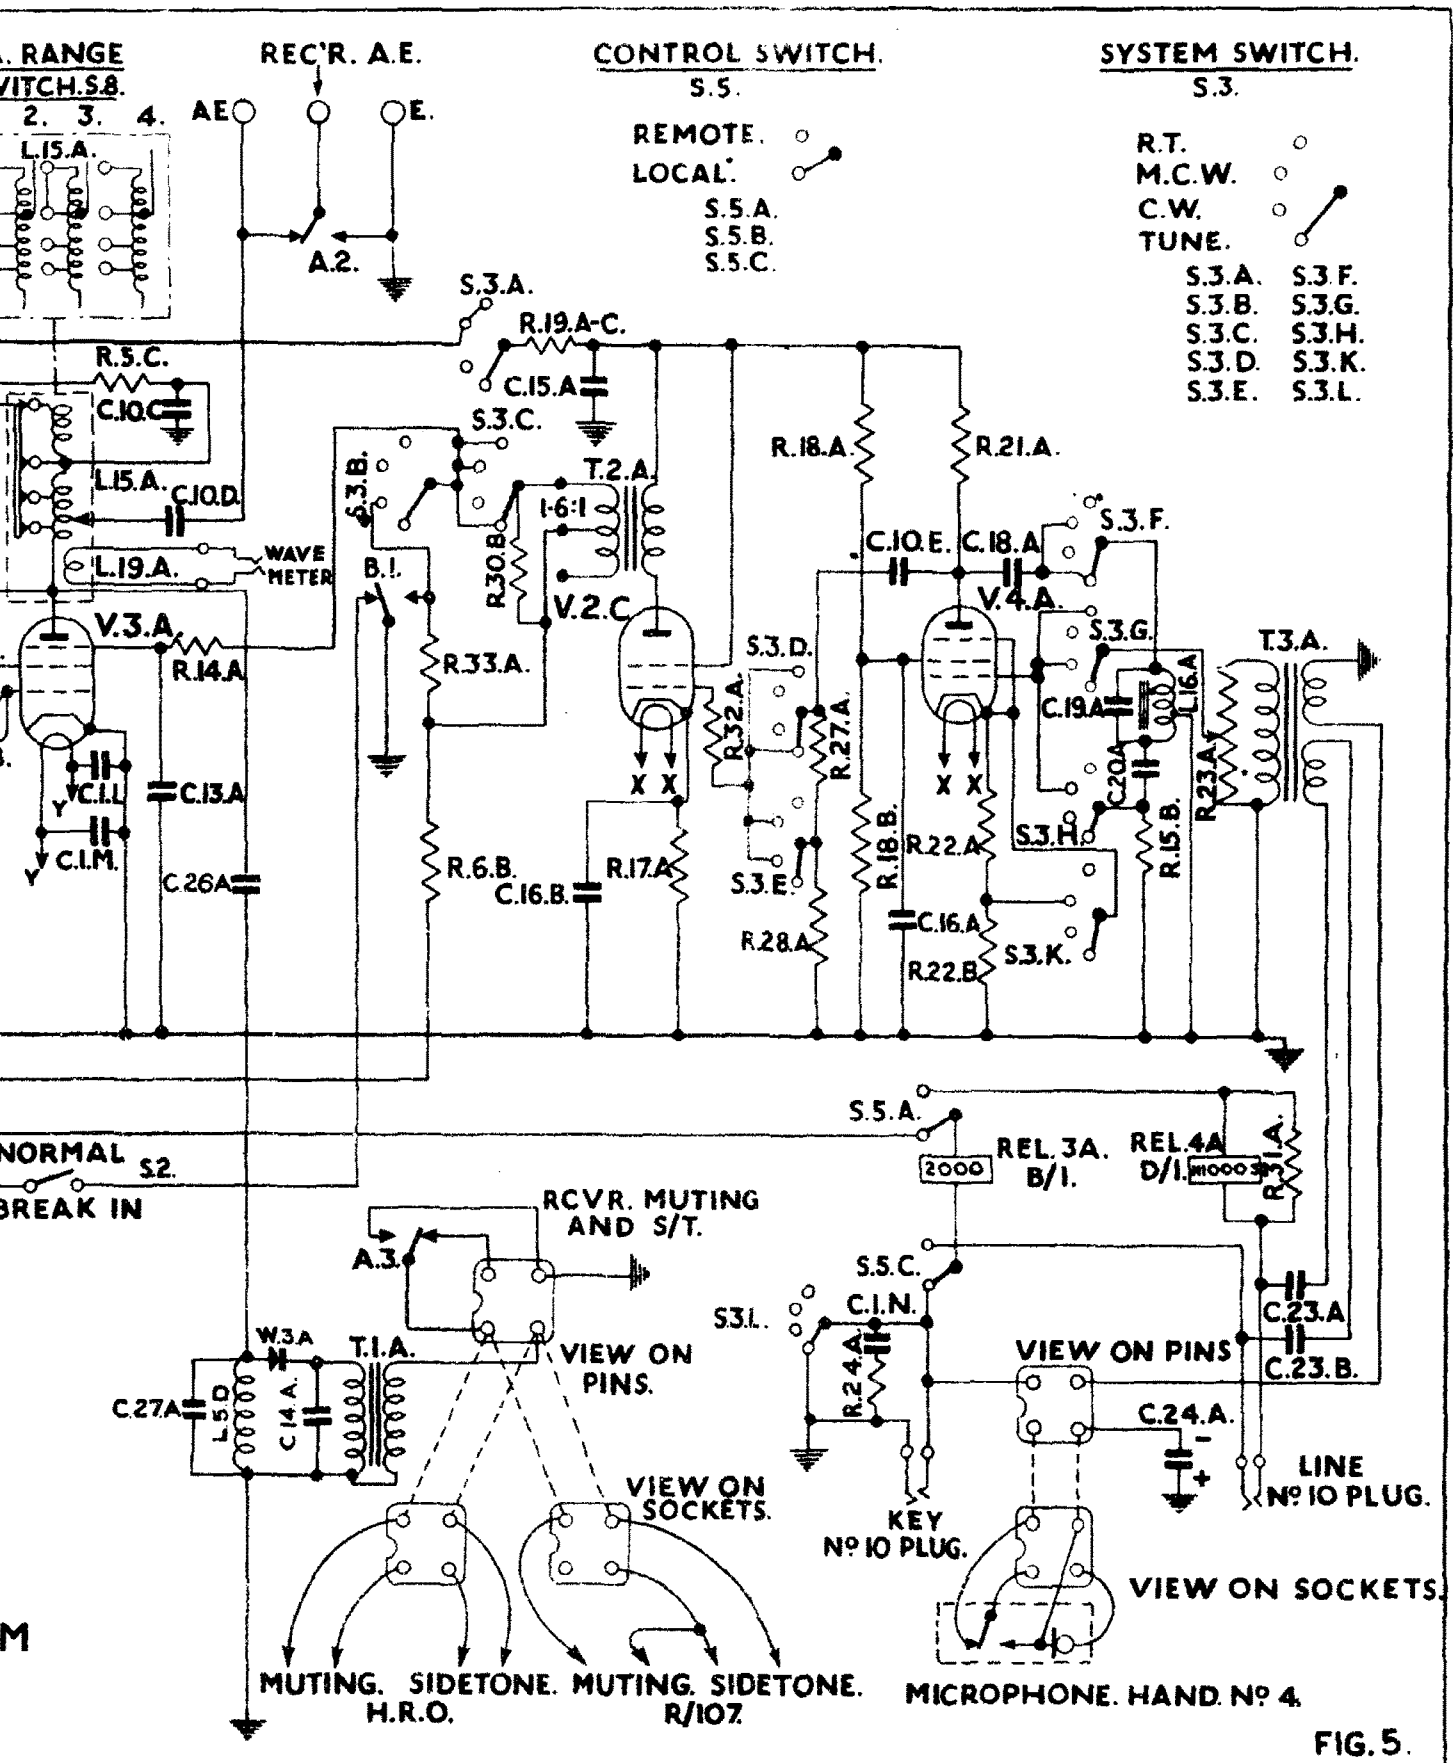 . RANGE
WITCH.S.8.
2. 3. 4.
L.15.A.
REC'R. A.E.
AE
E.
A.2.
CONTROL SWITCH.
S.5.
REMOTE.
LOCAL.
S.5.A.
S.5.B.
S.5.C.
SYSTEM SWITCH.
S.3.
R.T.
M.C.W.
C.W.
TUNE.
S.3.A. S.3.F.
S.3.B. S.3.G.
S.3.C. S.3.H.
S.3.D. S.3.K.
S.3.E. S.3.L.
S.3.A.
R.19.A-C.
C.15.A
R.5.C.
C.10.C
S.3.C.
S.3.B.
T.2.A.
1·6:1
R.18.A.
R.21.A.
L.15.A.
C.10.D.
L.19.A.
WAVE
METER
B.1.
R.30.B
V.2.C
C.10.E.
C.18.A
S.3.F.
V.4.A.
V.3.A.
R.14.A
R.33.A.
S.3.D.
S.3.G.
T.3.A.
R.32.A.
R.27.A.
C.19.A
L.16.A
C.20.A
R.23.A.
X X
X X
Y
C.1.L
C.13.A
C.1.M.
Y
C.26A
R.6.B.
C.16.B.
R.17.A
S.3.E.
R.18.B.
R.22.A
S.3.H.
R.15.B.
R.28.A
C.16.A
R.22.B
S.3.K.
S.5.A.
2000
REL. 3A.
B/1.
REL.4A
D/1.
R.31.A.
NORMAL
S2.
BREAK IN
RCVR. MUTING
AND S/T.
A.3.
S.5.C.
S3.L.
C.1.N.
R.24.A.
C.23.A
C.23.B.
VIEW ON PINS
VIEW ON
PINS.
W.3.A
T.1.A.
C.27A
L.5.D
C.14.A.
C.24.A.
-
+
VIEW ON
SOCKETS.
KEY
Nº 10 PLUG.
LINE
Nº 10 PLUG.
VIEW ON SOCKETS.
M
MUTING. SIDETONE. MUTING. SIDETONE.
H.R.O.
R/107.
MICROPHONE. HAND. Nº 4.
FIG. 5.